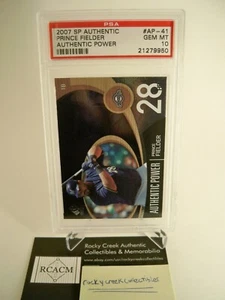 PSA
2007 SP AUTHENTIC #AP-41
PRINCE FIELDER GEM MT
AUTHENTIC POWER 10
21279950
28
AUTHENTIC POWER
PRINCE FIELDER
RCACM
Rocky Creek Authentic
Collectibles & Memorabilia